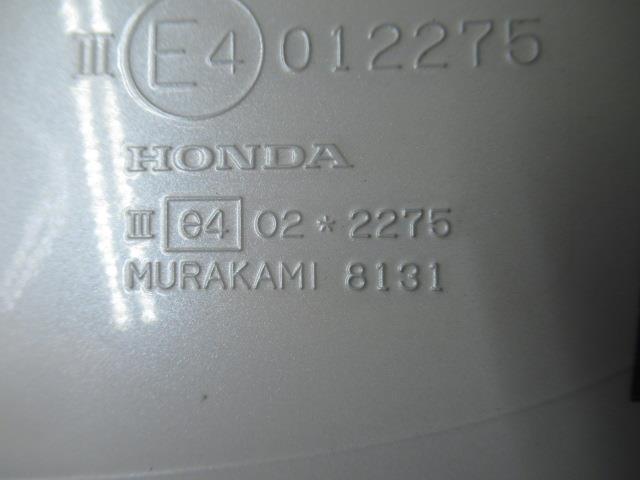 III E4 012275
HONDA
III e4 02*2275
MURAKAMI 8131